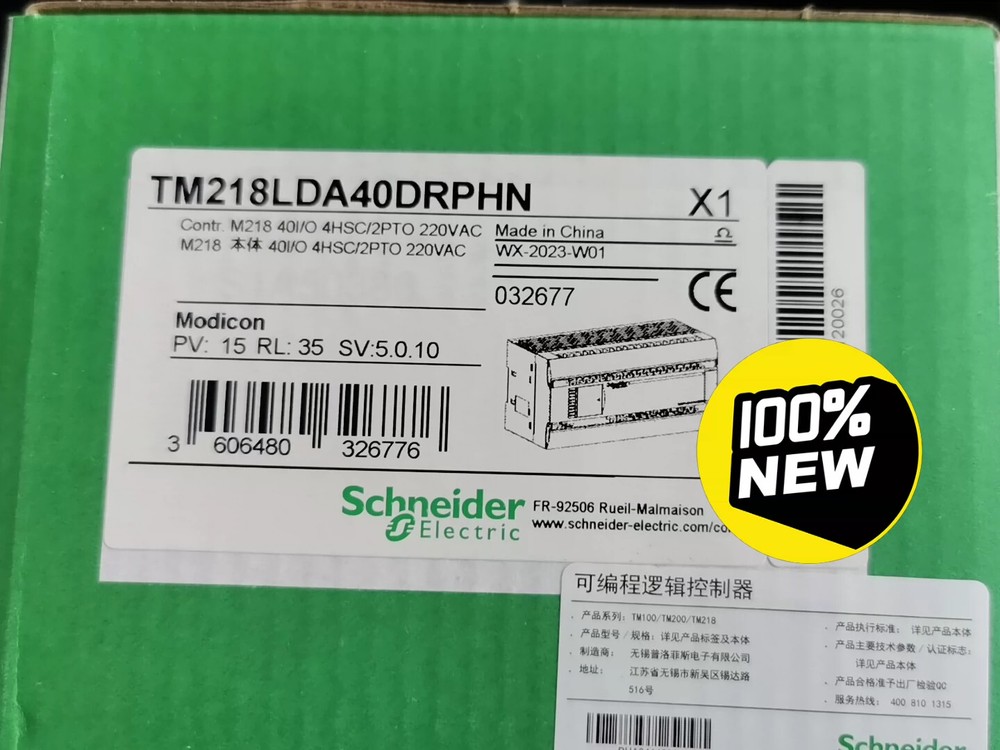 TM218LDA40DRPHN
X1
Contr. M218 40I/O 4HSC/2PTO 220VAC
M218 本体 40I/O 4HSC/2PTO 220VAC
Made in China
WX-2023-W01
032677
CE
Modicon
PV: 15 RL: 35 SV:5.0.10
3 606480 326776
20026
100%
NEW
Schneider
Electric
FR-92506 Rueil-Malmaison
www.schneider-electric.com/co
可编程逻辑控制器
. 产品系列: TM100/TM200/TM218
. 产品型号/规格: 详见产品标签及本体
. 制造商: 无锡普洛菲斯电子有限公司
. 地址: 江苏省无锡市新吴区锡达路
516号
. 产品执行标准: 详见产品本体
. 产品主要技术参数/认证标志:
详见产品本体
. 产品合格准予出厂检验QC
. 服务热线: 400 810 1315
Schneider